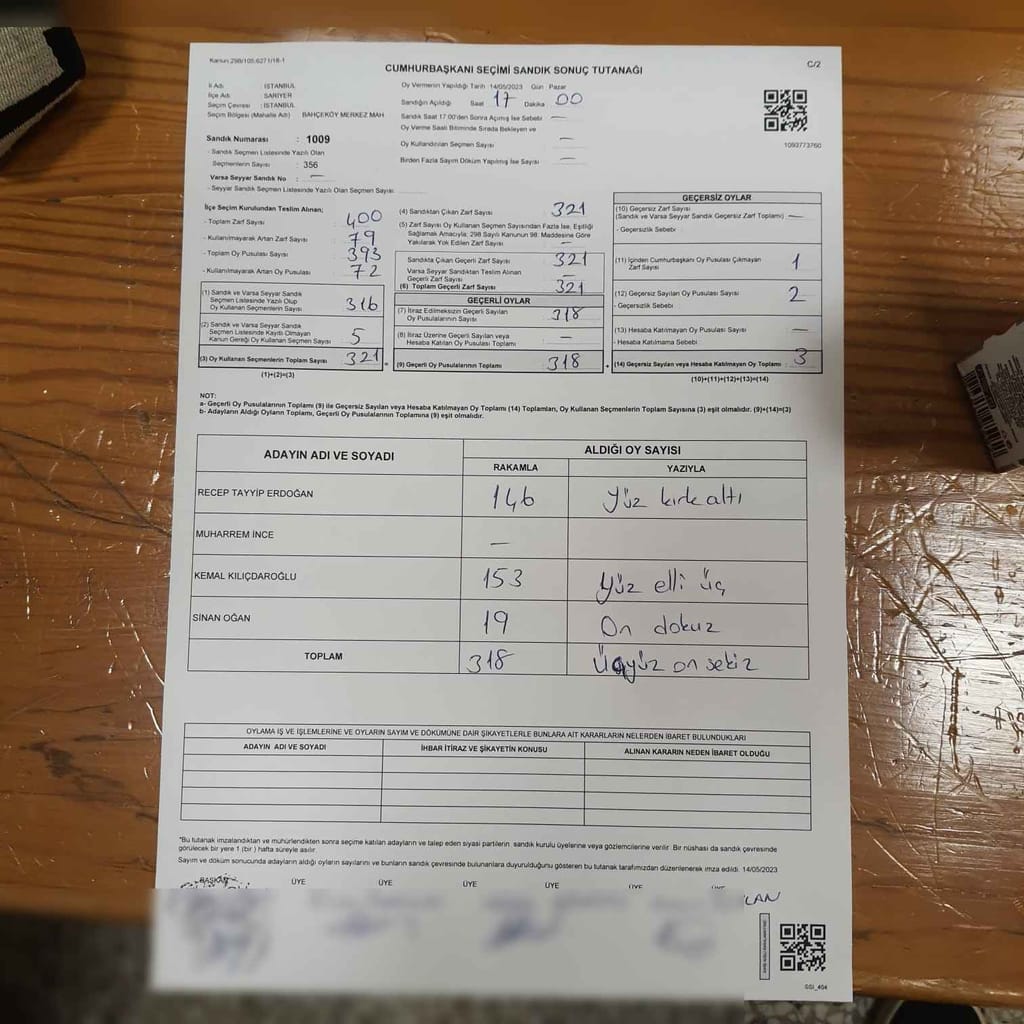 Kanun 298/105,6271/18-1
C/2
CUMHURBAŞKANI SEÇİMİ SANDIK SONUÇ TUTANAĞI
İl Adı : İSTANBUL
İlçe Adı : SARIYER
Seçim Çevresi : İSTANBUL
Seçim Bölgesi (Mahalle Adı) BAHÇEKÖY MERKEZ MAH
Sandık Numarası : 1009
- Sandık Seçmen Listesinde Yazılı Olan
Seçmenlerin Sayısı : 356
Varsa Seyyar Sandık No : —
- Seyyar Sandık Seçmen Listesinde Yazılı Olan Seçmen Sayısı
Oy Vermenin Yapıldığı Tarih 14/05/2023 Gün Pazar
Sandığın Açıldığı Saat 17 Dakika 00
Sandık Saat 17:00'den Sonra Açılmış İse Sebebi —
Oy Verme Saati Bitiminde Sırada Bekleyen ve
Oy Kullandırılan Seçmen Sayısı —
Birden Fazla Sayım Döküm Yapılmış İse Sayısı —
1093773760
İlçe Seçim Kurulundan Teslim Alınan;
- Toplam Zarf Sayısı 400
- Kullanılmayarak Artan Zarf Sayısı 79
- Toplam Oy Pusulası Sayısı 393
- Kullanılmayarak Artan Oy Pusulası 72
(1) Sandık ve Varsa Seyyar Sandık
Seçmen Listesinde Yazılı Olup
Oy Kullanan Seçmenlerin Sayısı 316
(2) Sandık ve Varsa Seyyar Sandık
Seçmen Listesinde Kayıtlı Olmayan
Kanun Gereği Oy Kullanan Seçmen Sayısı 5
(3) Oy Kullanan Seçmenlerin Toplam Sayısı 321
(1)+(2)=(3)
(4) Sandıktan Çıkan Zarf Sayısı 321
(5) Zarf Sayısı Oy Kullanan Seçmen Sayısından Fazla İse, Eşitliği
Sağlamak Amacıyla; 298 Sayılı Kanunun 98. Maddesine Göre
Yakılarak Yok Edilen Zarf Sayısı —
Sandıkta Çıkan Geçerli Zarf Sayısı 321
Varsa Seyyar Sandıktan Teslim Alınan
Geçerli Zarf Sayısı —
(6) Toplam Geçerli Zarf Sayısı 321
GEÇERLİ OYLAR
(7) İtiraz Edilmeksizin Geçerli Sayılan
Oy Pusulalarının Sayısı 318
(8) İtiraz Üzerine Geçerli Sayılan veya
Hesaba Katılan Oy Pusulası Toplamı —
= (9) Geçerli Oy Pusulalarının Toplamı 318
GEÇERSİZ OYLAR
(10) Geçersiz Zarf Sayısı
(Sandık ve Varsa Seyyar Sandık Geçersiz Zarf Toplamı) —
- Geçersizlik Sebebi
(11) İçinden Cumhurbaşkanı Oy Pusulası Çıkmayan
Zarf Sayısı 1
(12) Geçersiz Sayılan Oy Pusulası Sayısı 2
- Geçersizlik Sebebi
(13) Hesaba Katılmayan Oy Pusulası Sayısı —
- Hesaba Katılmama Sebebi
+ (14) Geçersiz Sayılan veya Hesaba Katılmayan Oy Toplamı 3
(10)+(11)+(12)+(13)=(14)
NOT:
a- Geçerli Oy Pusulalarının Toplamı (9) ile Geçersiz Sayılan veya Hesaba Katılmayan Oy Toplamı (14) Toplamları, Oy Kullanan Seçmenlerin Toplam Sayısına (3) eşit olmalıdır. (9)+(14)=(3)
b- Adayların Aldığı Oyların Toplamı, Geçerli Oy Pusulalarının Toplamına (9) eşit olmalıdır.
ADAYIN ADI VE SOYADI ALDIĞI OY SAYISI
RAKAMLA YAZIYLA
RECEP TAYYİP ERDOĞAN 146 Yüz kırk altı
MUHARREM İNCE —
KEMAL KILIÇDAROĞLU 153 Yüz elli üç
SİNAN OĞAN 19 On dokuz
TOPLAM 318 Üçyüz on sekiz
OYLAMA İŞ VE İŞLEMLERİNE VE OYLARIN SAYIM VE DÖKÜMÜNE DAİR ŞİKAYETLERLE BUNLARA AİT KARARLARIN NELERDEN İBARET BULUNDUKLARI
ADAYIN ADI VE SOYADI İHBAR İTİRAZ VE ŞİKAYETİN KONUSU ALINAN KARARIN NEDEN İBARET OLDUĞU
*Bu tutanak imzalandıktan ve mühürlendikten sonra seçime katılan adayların ve talep eden siyasi partilerin sandık kurulu üyelerine veya gözlemcilerine verilir. Bir nüshası da sandık çevresinde
görülecek bir yere 1 (bir ) hafta süreyle asılır.
Sayım ve döküm sonucunda adayların aldığı oyların sayılarını ve bunların sandık çevresinde bulunanlara duyurulduğunu gösteren bu tutanak tarafımızdan düzenlenerek imza edildi. 14/05/2023
BAŞKAN ÜYE ÜYE ÜYE ÜYE ÜYE ÜYE
LAN
SSI_404